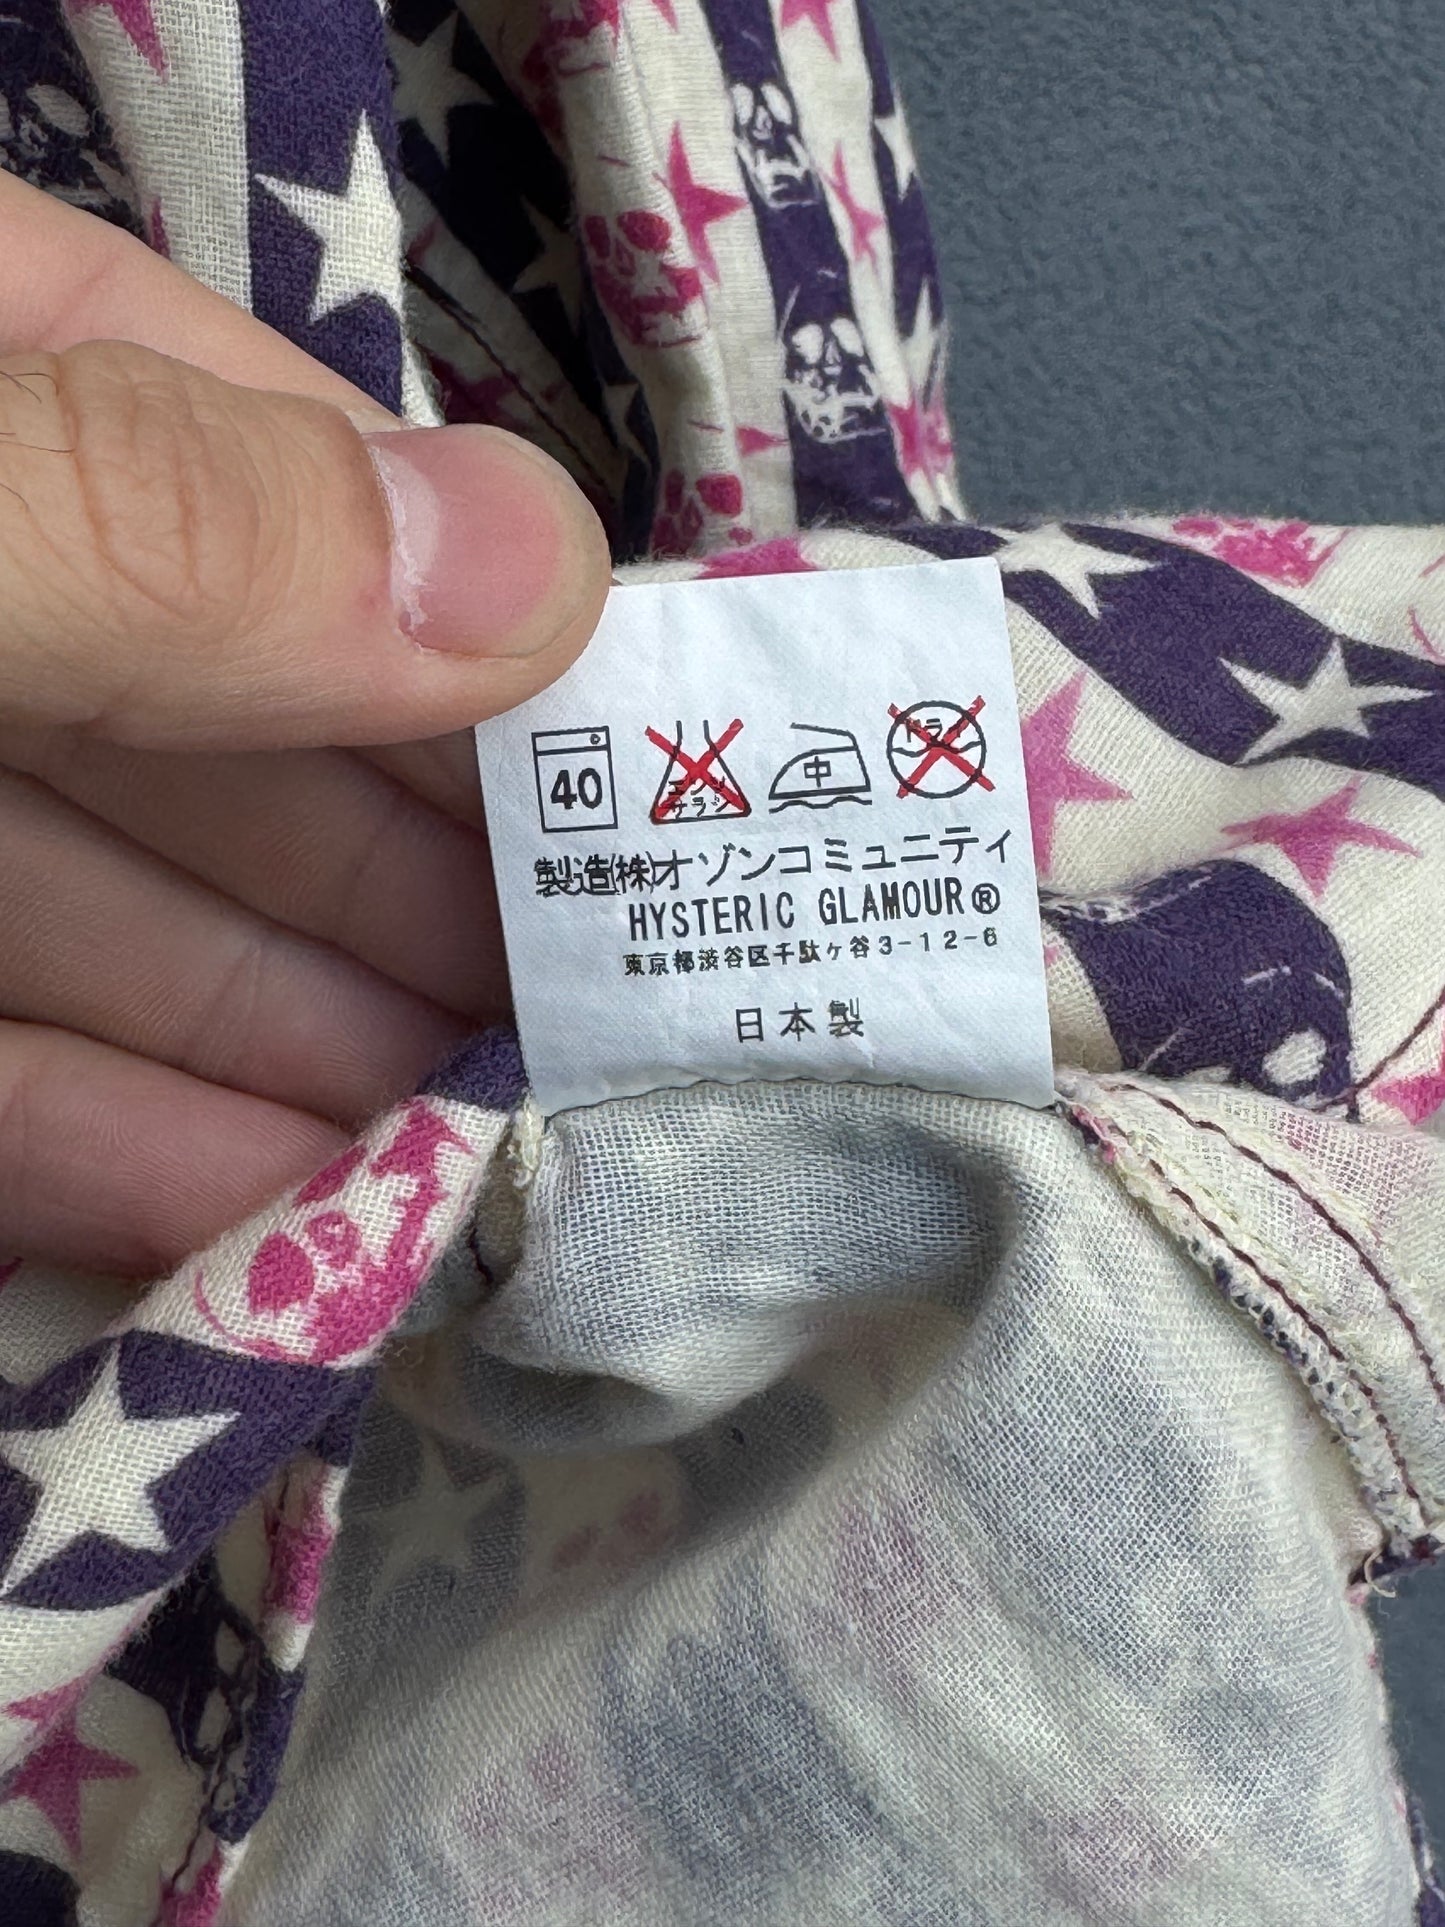 40
エンソ
サラシ
中
ドライ
製造(株)オゾンコミュニティ
HYSTERIC GLAMOUR®
東京都渋谷区千駄ヶ谷3-12-6
日本製